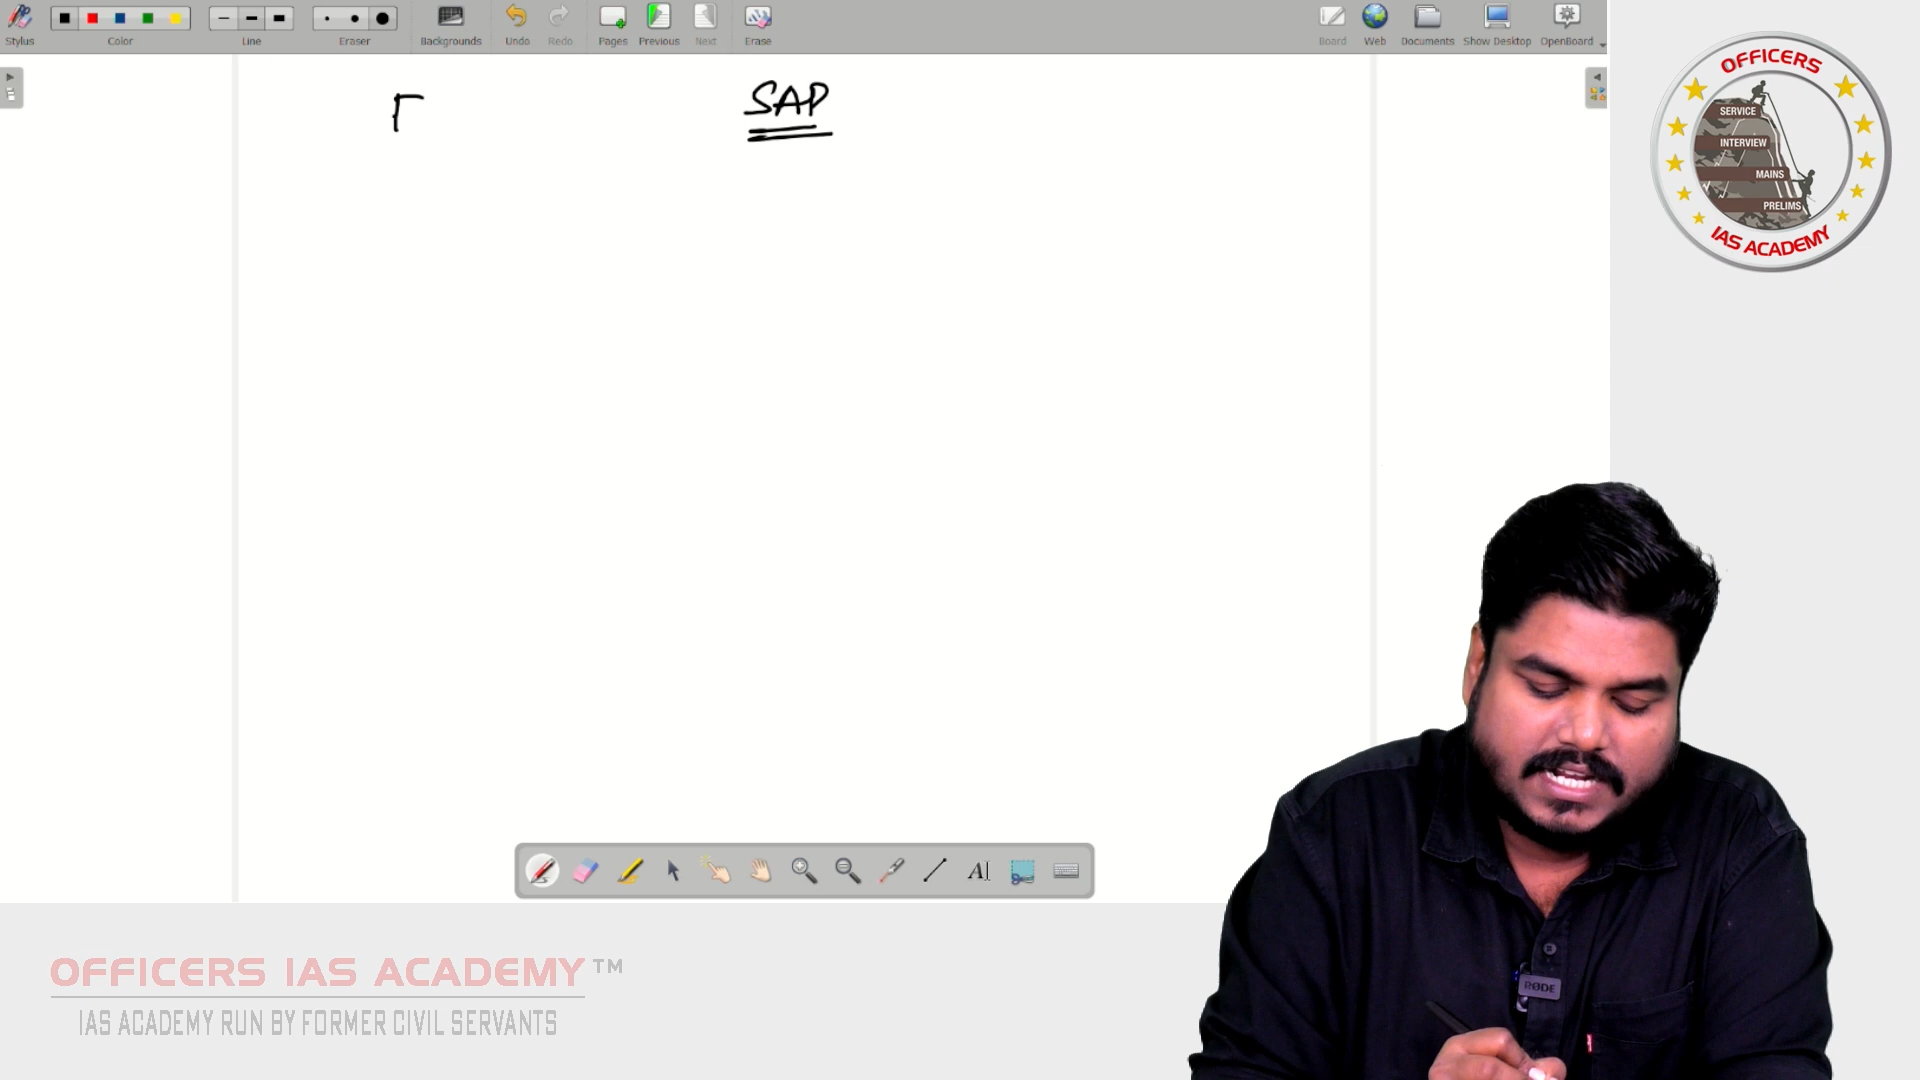 Stylus Color Line Eraser Backgrounds Undo Redo Pages Previous Next Erase Board Web Documents Show Desktop OpenBoard
SAP
OFFICERS
SERVICE
INTERVIEW
MAINS
PRELIMS
IAS ACADEMY
A
RØDE
OFFICERS IAS ACADEMY™
IAS ACADEMY RUN BY FORMER CIVIL SERVANTS